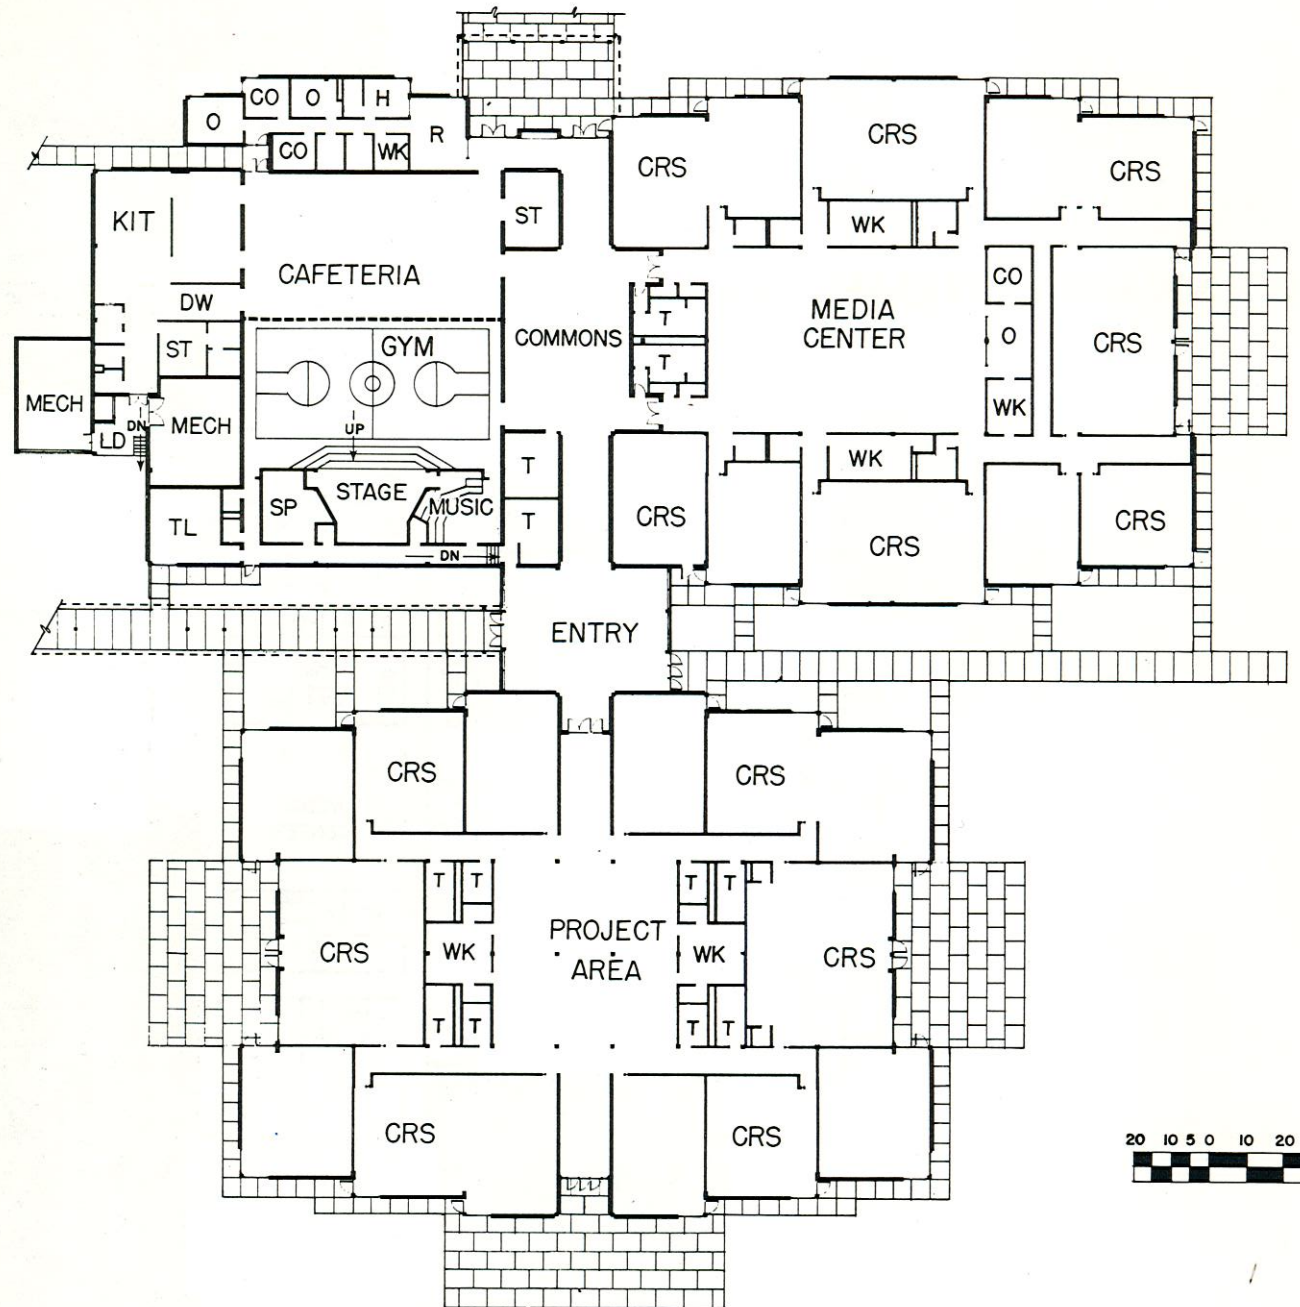 CO
O
H
O
R
CO
WK
CRS
CRS
CRS
KIT
ST
WK
CAFETERIA
CO
DW
MEDIA
CENTER
T
COMMONS
O
GYM
CRS
ST
T
MECH
MECH
WK
DN
UP
LD
T
WK
STAGE
SP
MUSIC
CRS
CRS
T
TL
CRS
DN
ENTRY
CRS
CRS
T
T
T
T
PROJECT
AREA
CRS
WK
WK
CRS
T
T
T
T
CRS
CRS
20 10 5 0 10 20